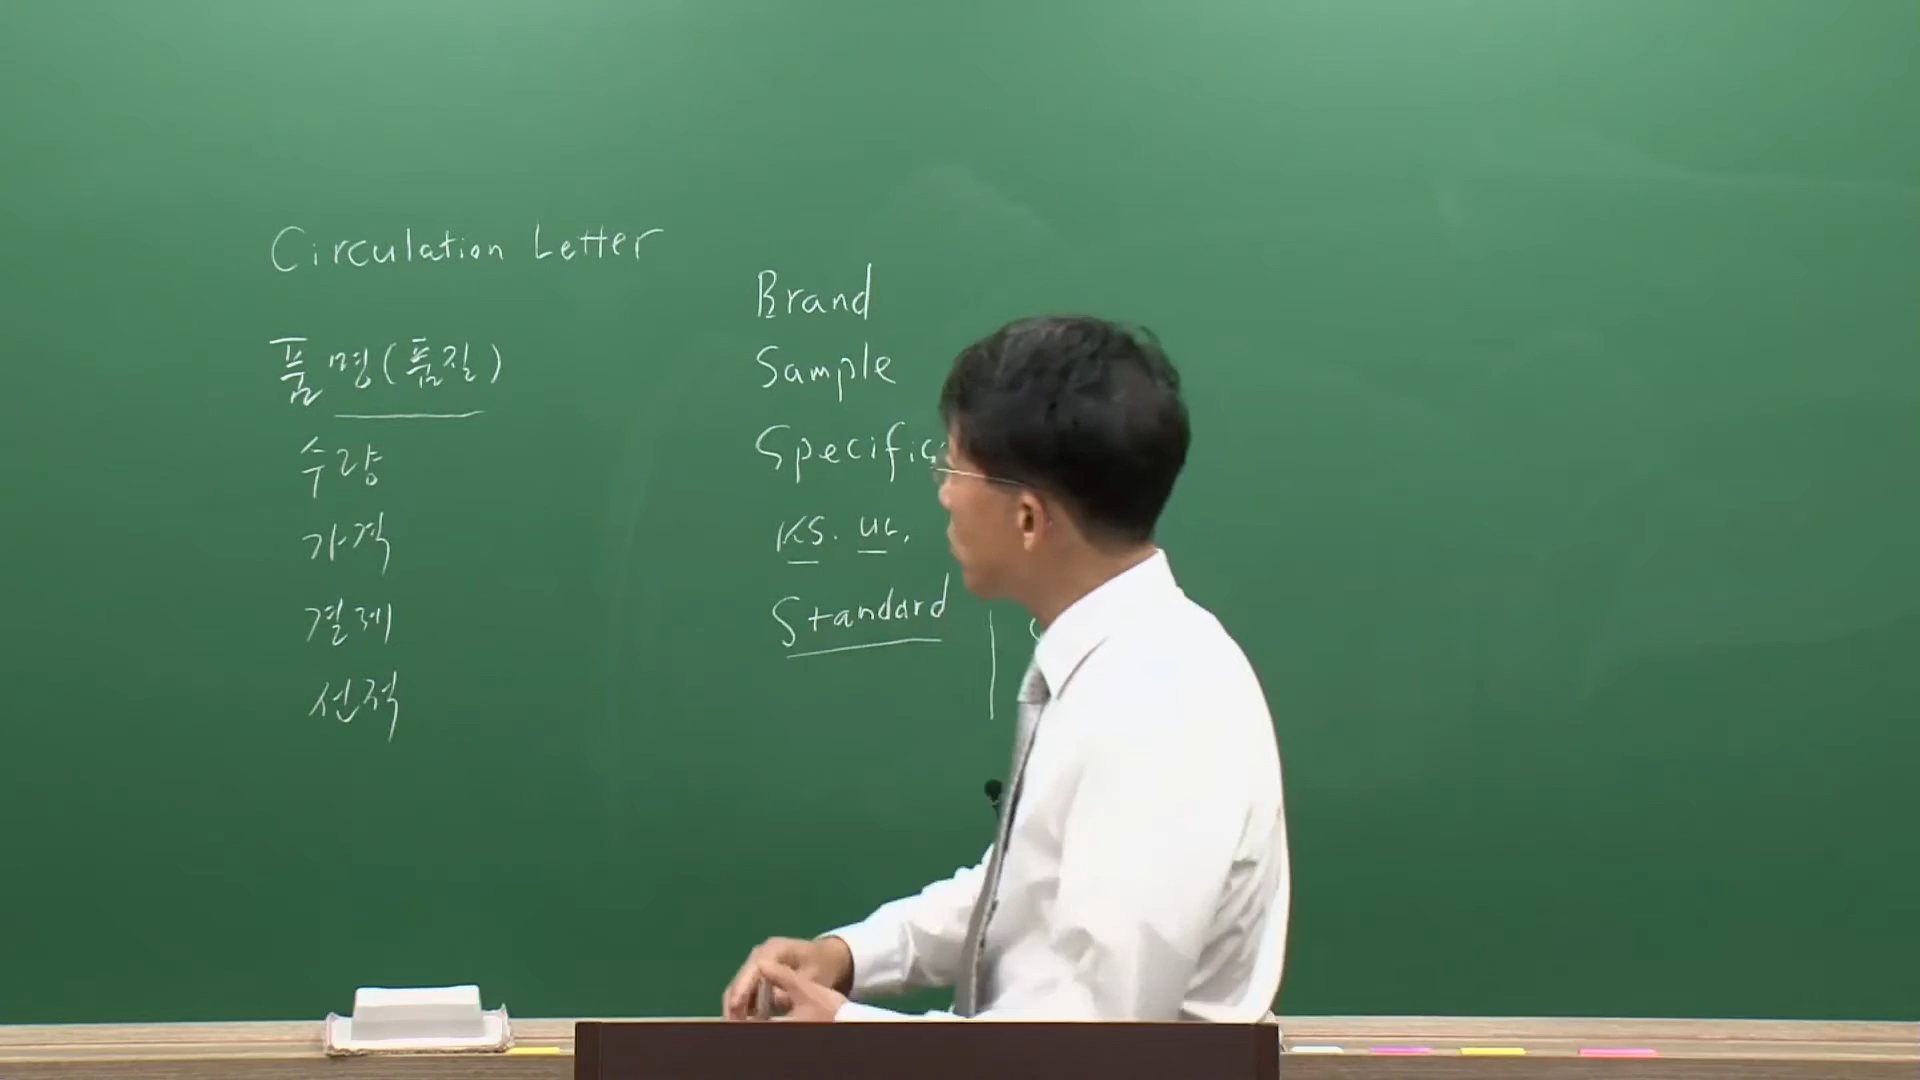 Circulation Letter
품명(품질)
수량
가격
결제
선적
Brand
Sample
KS. UL.
Standard